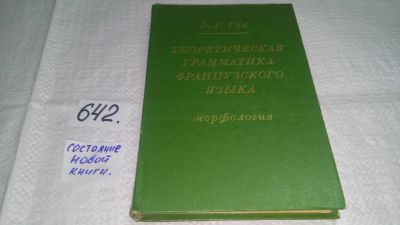 642.
состояние
новой
книги.
В. Г. Гак
ТЕОРЕТИЧЕСКАЯ
ГРАММАТИКА
ФРАНЦУЗСКОГО
ЯЗЫКА
морфология